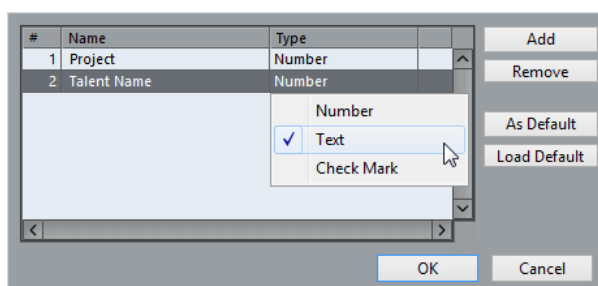 # Name Type
1 Project Number
2 Talent Name Number
Number
✓ Text
Check Mark
Add
Remove
As Default
Load Default
OK Cancel